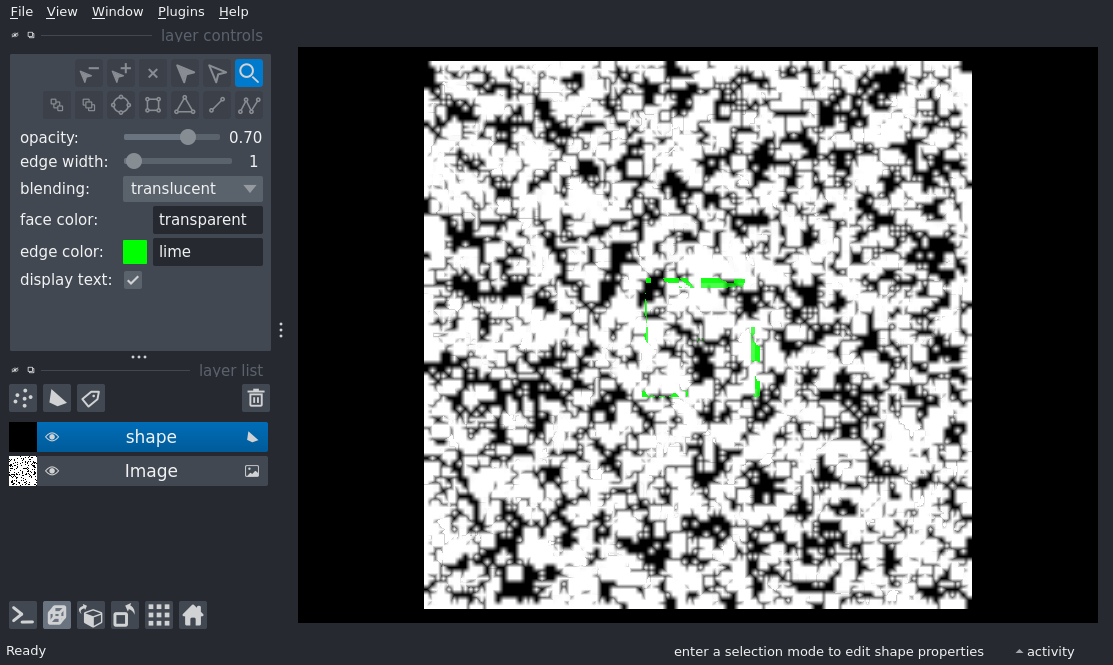 File View Window Plugins Help
layer controls
opacity: 0.70
edge width: 1
blending: translucent
face color: transparent
edge color: lime
display text:
layer list
shape
Image
Ready
enter a selection mode to edit shape properties
activity